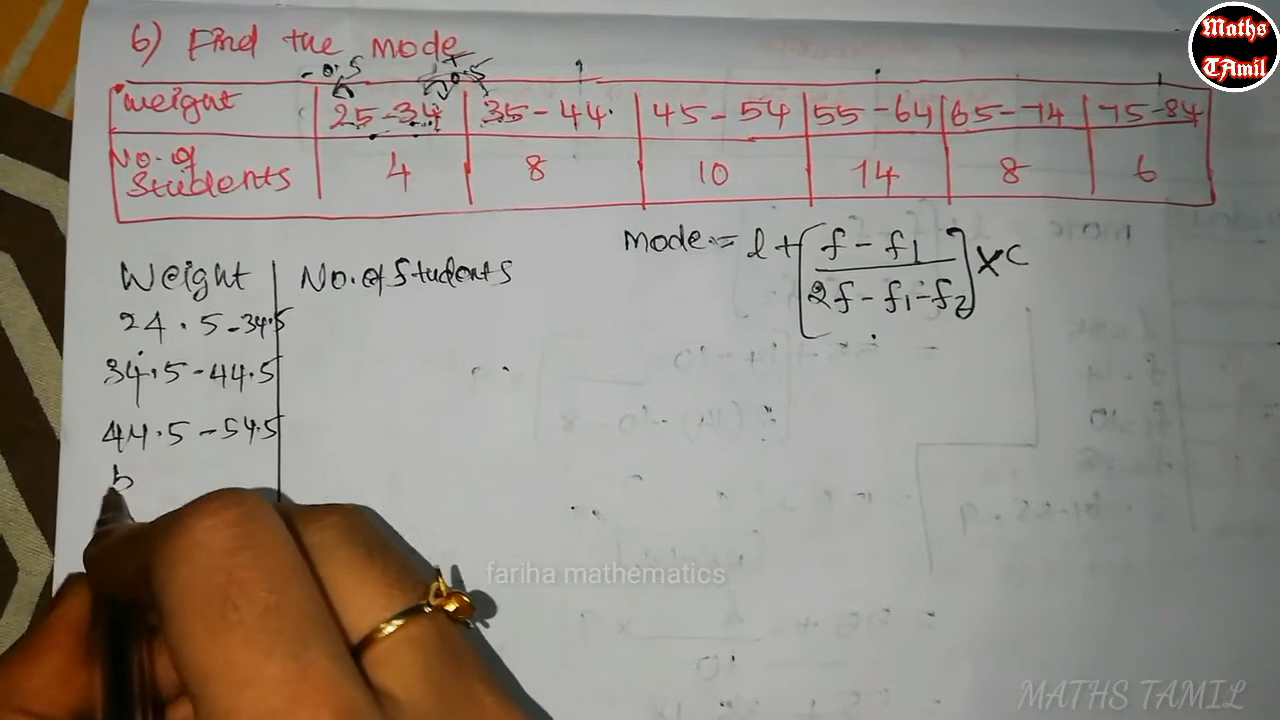 Maths
TAmil
6) Find the mode
-0.5 +0.5
Weight 25-34 35-44 45-54 55-64 65-74 75-84
No. of Students 4 8 10 14 8 6
mode = l + [f - f1 / 2f - f1 - f2] × C
Weight No. of Students
24.5-34.5
34.5-44.5
44.5-54.5
fariha mathematics
MATHS TAMIL